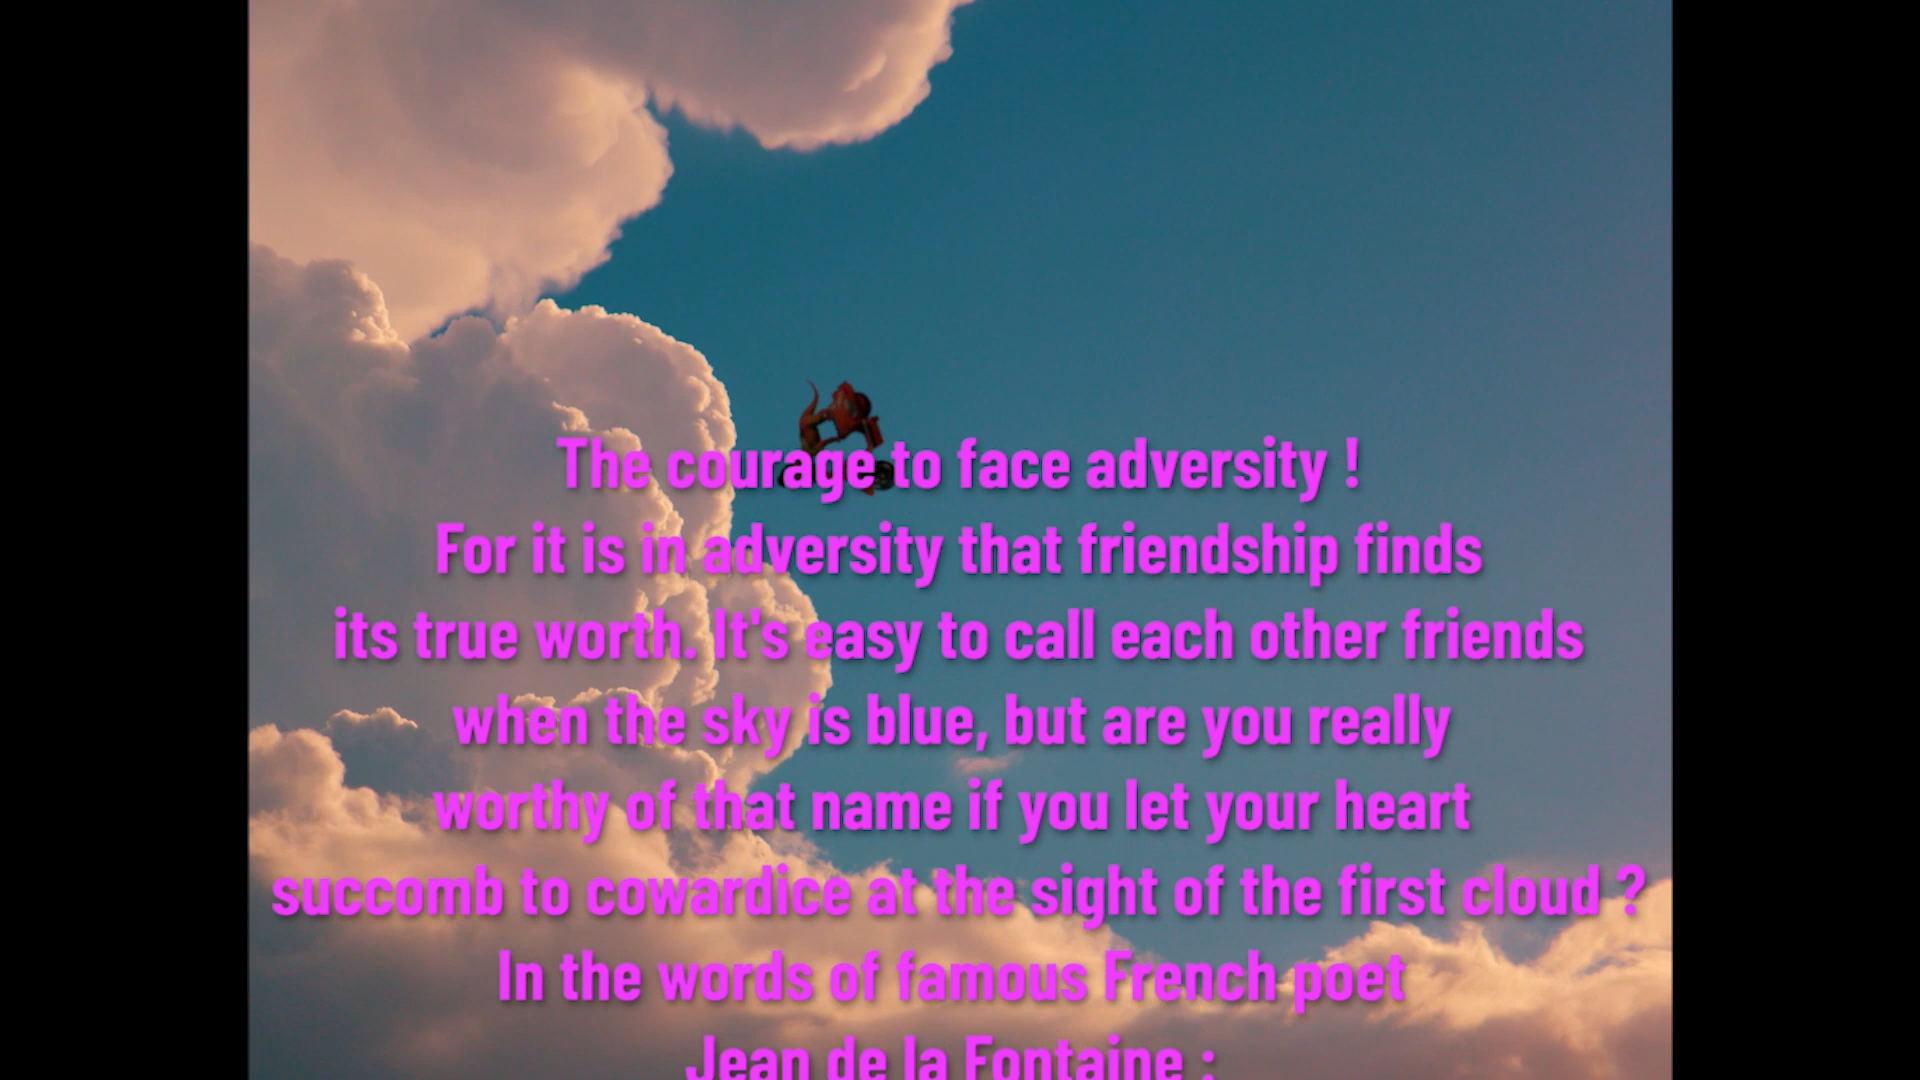 The courage to face adversity !
For it is in adversity that friendship finds
its true worth. It's easy to call each other friends
when the sky is blue, but are you really
worthy of that name if you let your heart
succomb to cowardice at the sight of the first cloud ?
In the words of famous French poet
Jean de la Fontaine :